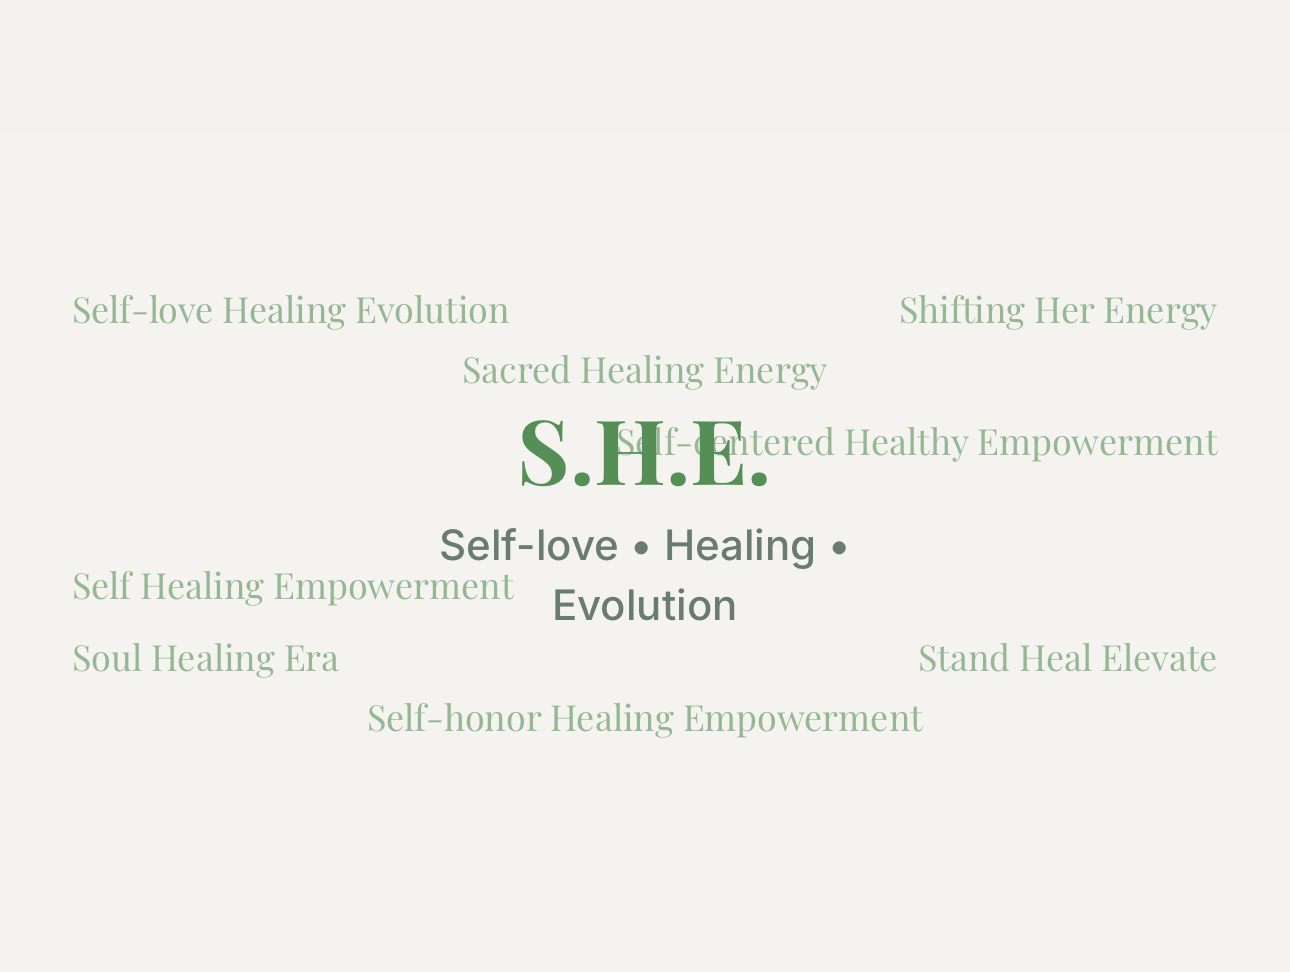 Self-love Healing Evolution
Shifting Her Energy
Sacred Healing Energy
S.H.E.
Self-centered Healthy Empowerment
Self-love • Healing •
Evolution
Self Healing Empowerment
Soul Healing Era
Stand Heal Elevate
Self-honor Healing Empowerment